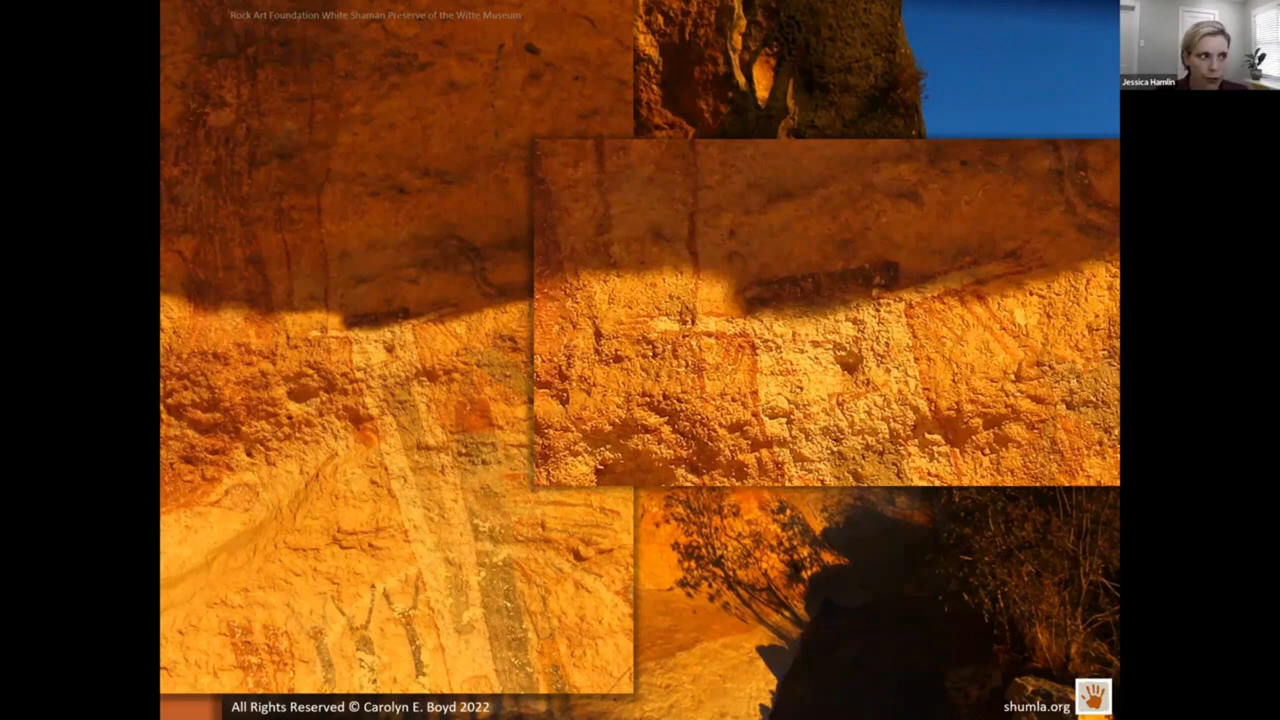 Rock Art Foundation White Shaman Preserve of the Witte Museum
Jessica Hamlin
All Rights Reserved © Carolyn E. Boyd 2022
shumla.org